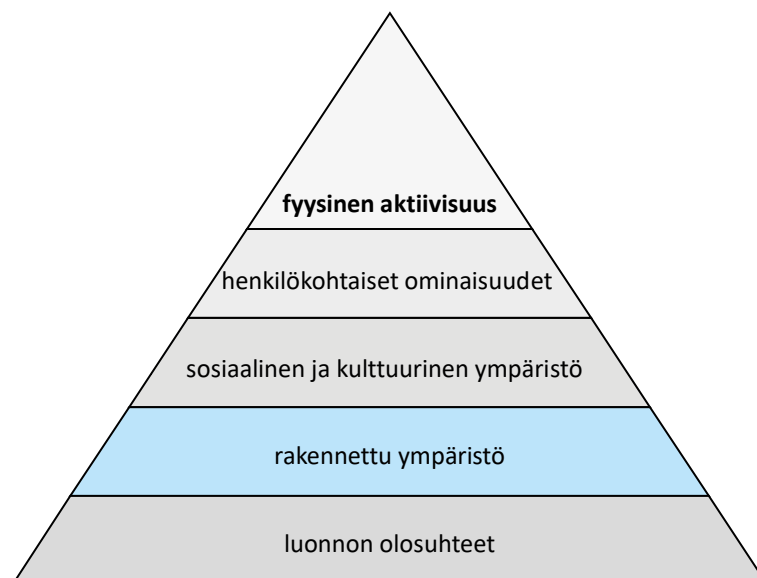 fyysinen aktiivisuus
henkilökohtaiset ominaisuudet
sosiaalinen ja kulttuurinen ympäristö
rakennettu ympäristö
luonnon olosuhteet